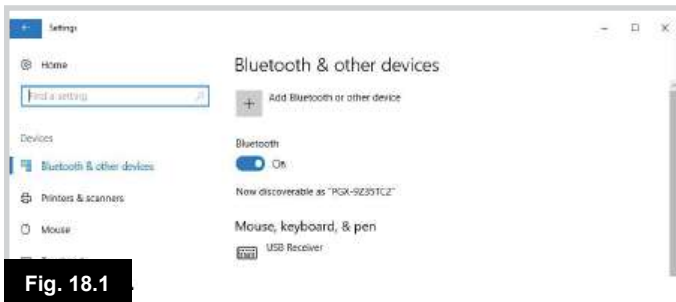 Settings
Home
Bluetooth & other devices
Find a setting
Add Bluetooth or other device
Devices
Bluetooth
Bluetooth & other devices
On
Printers & scanners
Now discoverable as "PGX-9235TC2"
Mouse
Mouse, keyboard, & pen
USB Receiver
Fig. 18.1